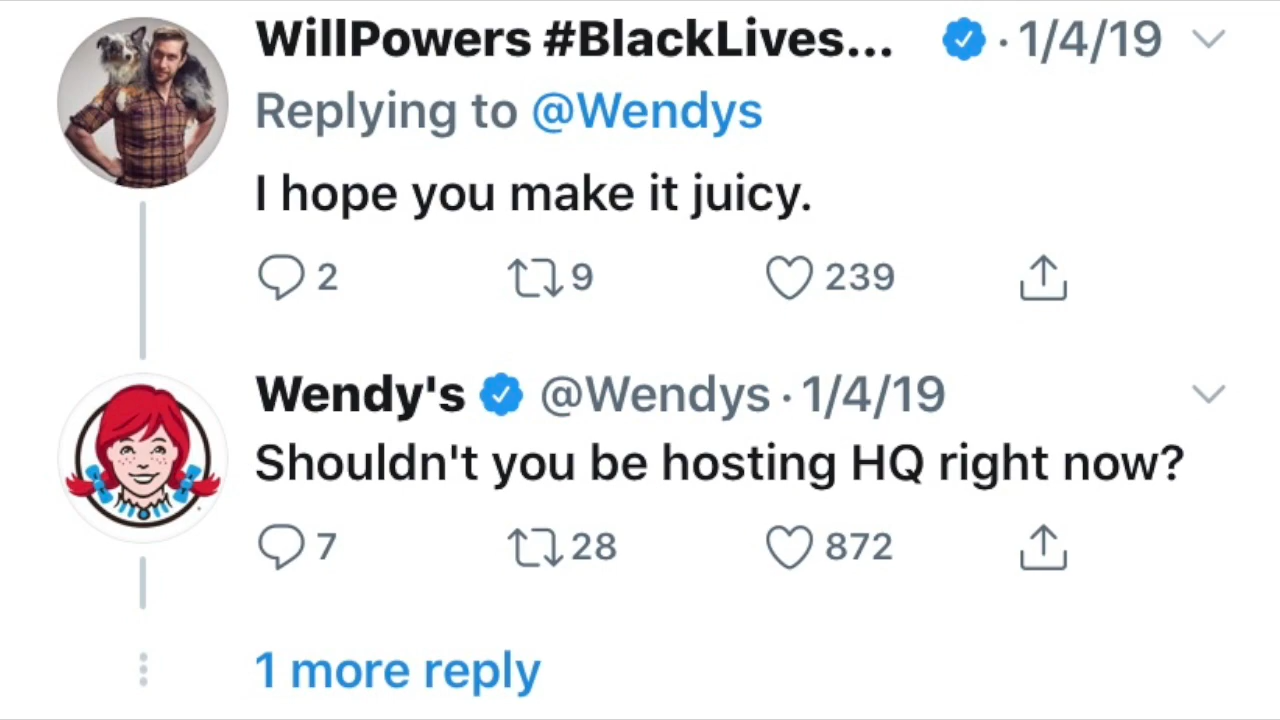 WillPowers #BlackLives... · 1/4/19
Replying to @Wendys
I hope you make it juicy.
2 9 239
Wendy's @Wendys · 1/4/19
Shouldn't you be hosting HQ right now?
7 28 872
1 more reply